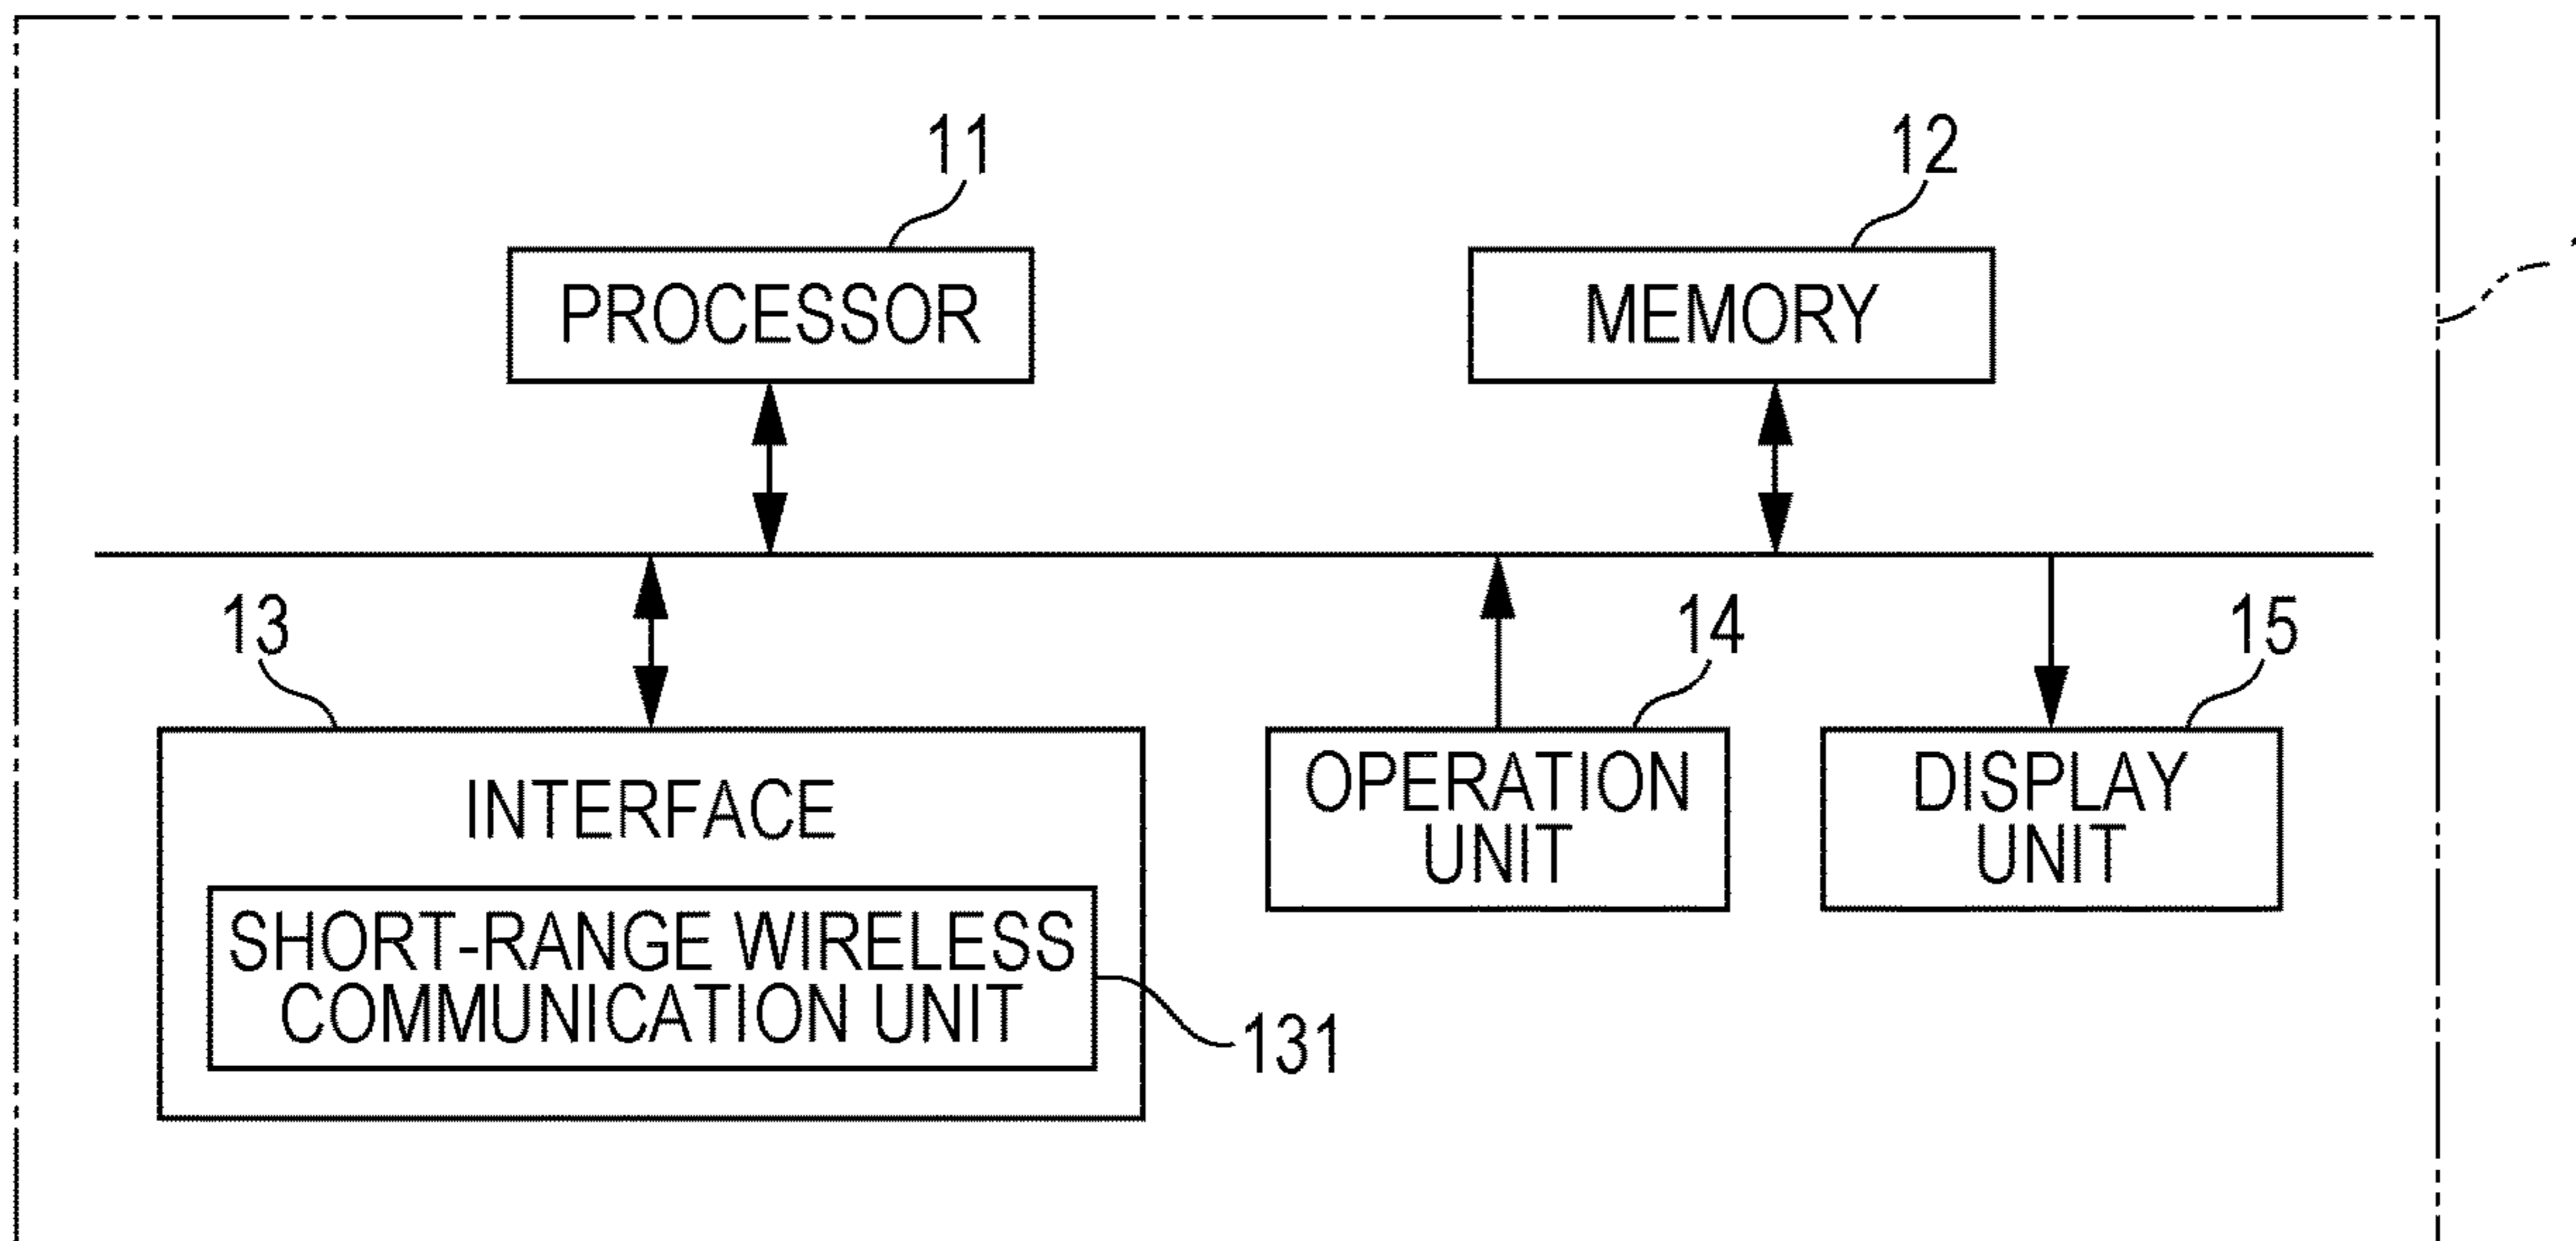 11
12
PROCESSOR
MEMORY
13
14
15
INTERFACE
OPERATION
UNIT
DISPLAY
UNIT
SHORT-RANGE WIRELESS
COMMUNICATION UNIT
131